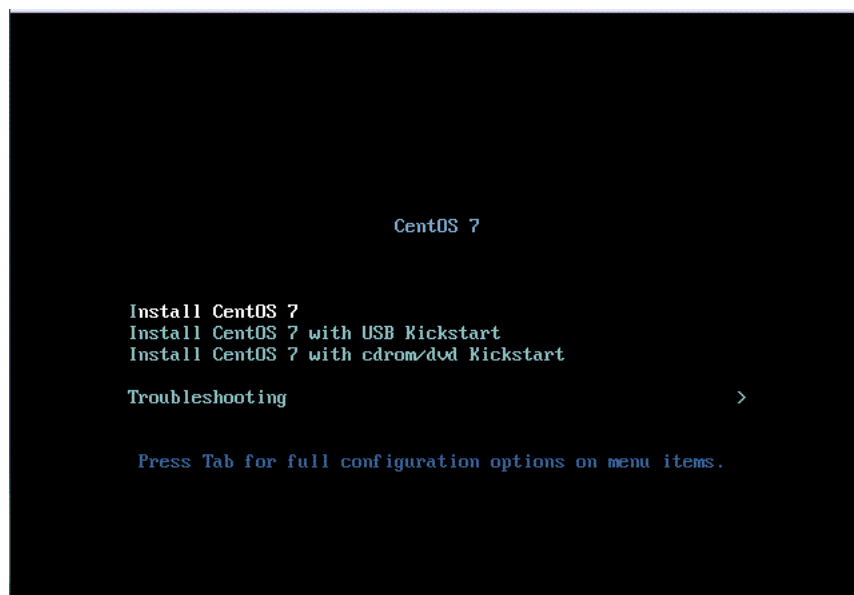 CentOS 7
Install CentOS 7
Install CentOS 7 with USB Kickstart
Install CentOS 7 with cdrom/dvd Kickstart
Troubleshooting >
Press Tab for full configuration options on menu items.